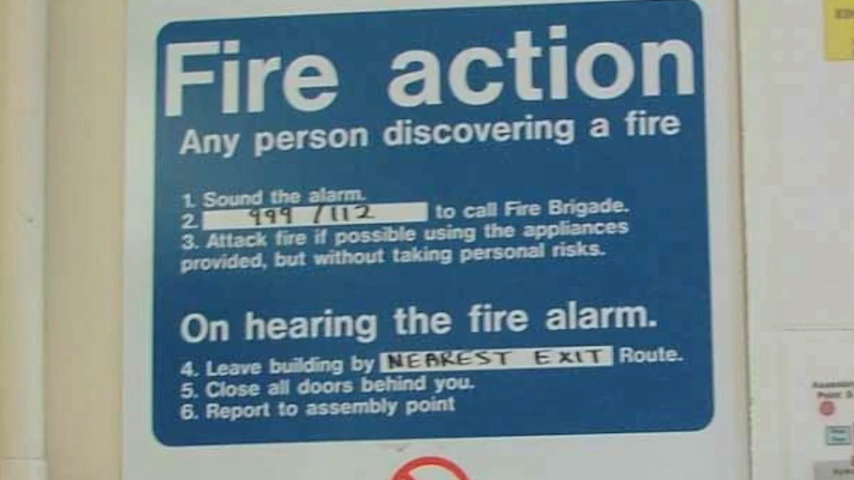 Fire action
Any person discovering a fire
1. Sound the alarm.
2. 999 /112 to call Fire Brigade.
3. Attack fire if possible using the appliances
provided, but without taking personal risks.
On hearing the fire alarm.
4. Leave building by NEAREST EXIT Route.
5. Close all doors behind you.
6. Report to assembly point